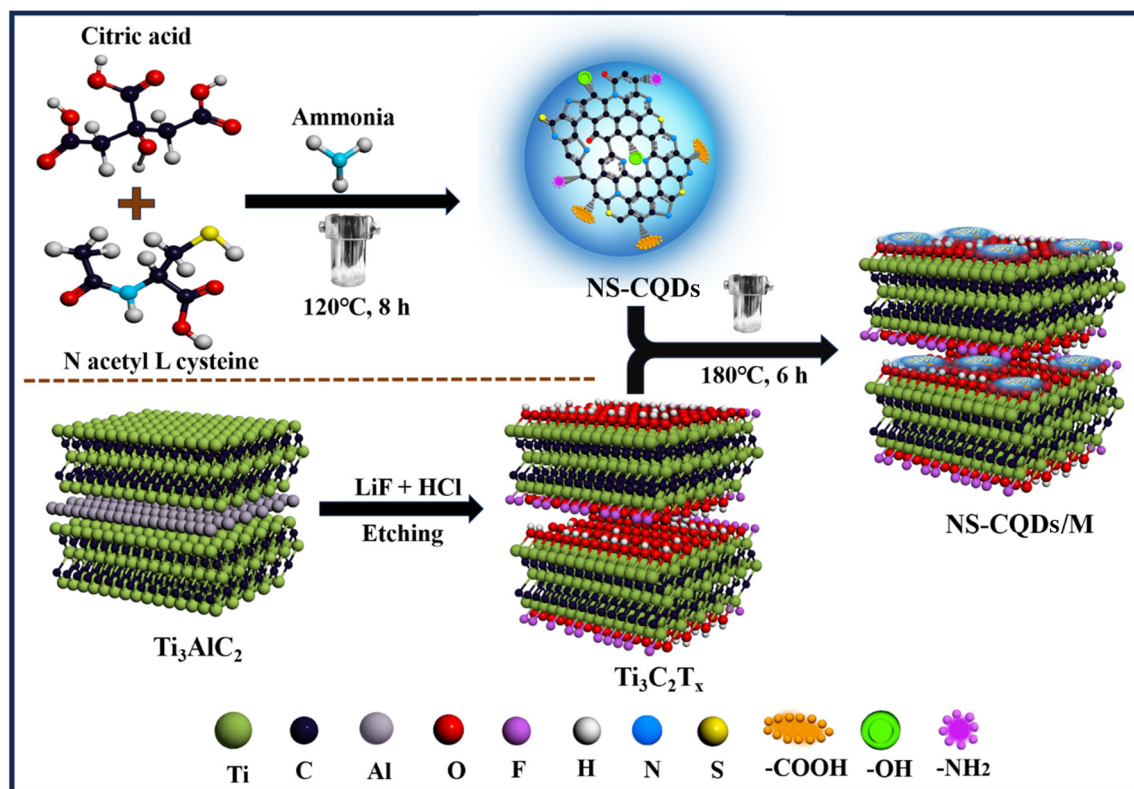 Citric acid
Ammonia
120℃, 8 h
N acetyl L cysteine
NS-CQDs
180℃, 6 h
NS-CQDs/M
LiF + HCl
Etching
Ti₃AlC₂
Ti₃C₂Tₓ
Ti C Al O F H N S -COOH -OH -NH₂